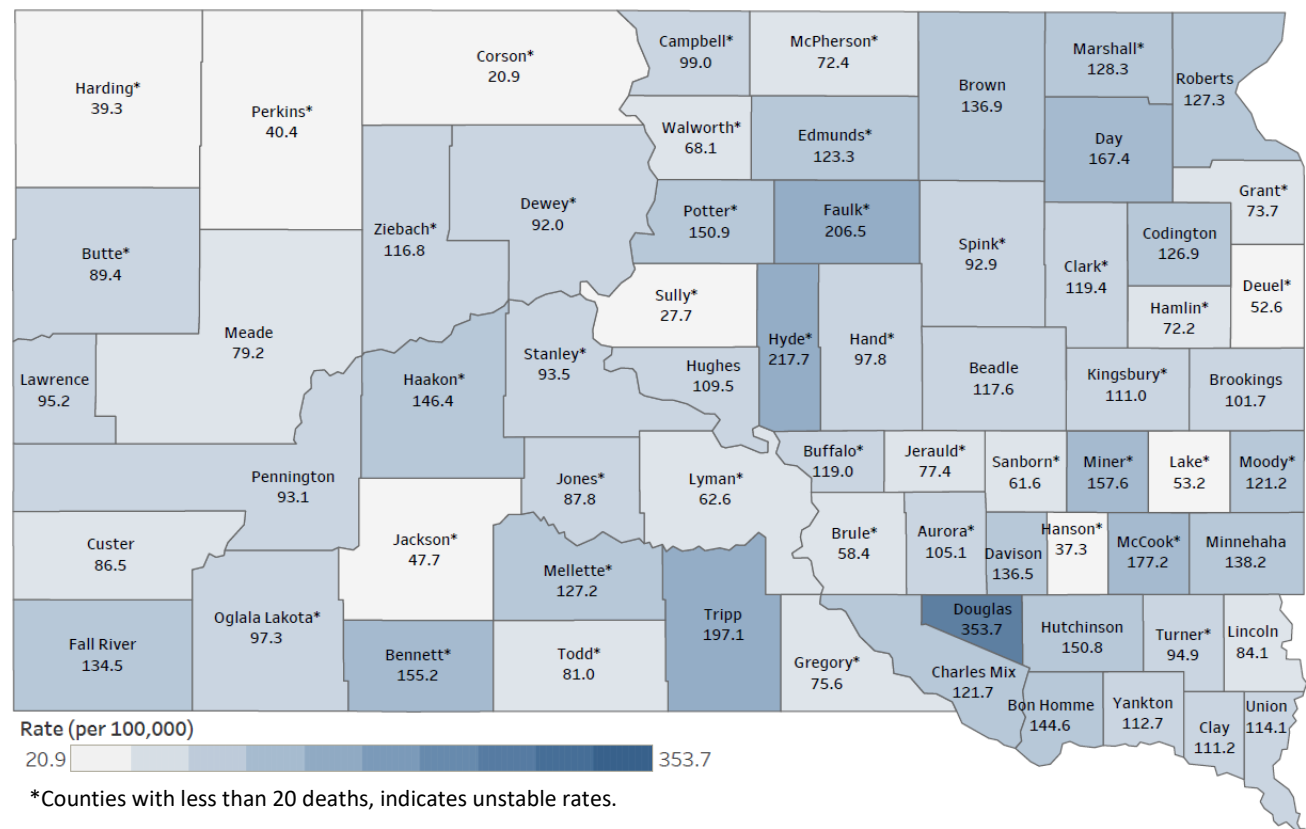 Harding*
39.3
Perkins*
40.4
Corson*
20.9
Campbell*
99.0
McPherson*
72.4
Brown
136.9
Marshall*
128.3
Roberts
127.3
Walworth*
68.1
Edmunds*
123.3
Day
167.4
Grant*
73.7
Butte*
89.4
Ziebach*
116.8
Dewey*
92.0
Potter*
150.9
Faulk*
206.5
Spink*
92.9
Clark*
119.4
Codington
126.9
Deuel*
52.6
Hamlin*
72.2
Meade
79.2
Sully*
27.7
Hyde*
217.7
Hand*
97.8
Lawrence
95.2
Haakon*
146.4
Stanley*
93.5
Hughes
109.5
Beadle
117.6
Kingsbury*
111.0
Brookings
101.7
Pennington
93.1
Jones*
87.8
Lyman*
62.6
Buffalo*
119.0
Jerauld*
77.4
Sanborn*
61.6
Miner*
157.6
Lake*
53.2
Moody*
121.2
Custer
86.5
Jackson*
47.7
Mellette*
127.2
Brule*
58.4
Aurora*
105.1
Davison
136.5
Hanson*
37.3
McCook*
177.2
Minnehaha
138.2
Fall River
134.5
Oglala Lakota*
97.3
Bennett*
155.2
Todd*
81.0
Tripp
197.1
Gregory*
75.6
Charles Mix
121.7
Douglas
353.7
Hutchinson
150.8
Turner*
94.9
Lincoln
84.1
Bon Homme
144.6
Yankton
112.7
Clay
111.2
Union
114.1
Rate (per 100,000)
20.9 353.7
*Counties with less than 20 deaths, indicates unstable rates.